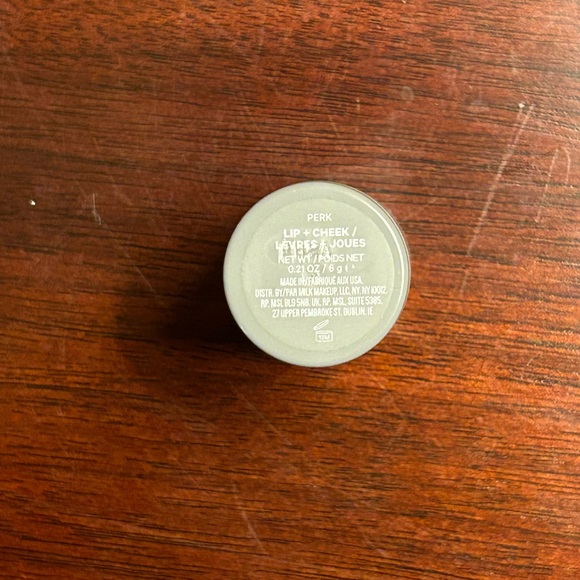 PERK
LIP + CHEEK /
LÈVRES + JOUES
NET WT / POIDS NET
0.21 OZ / 6 g ℮
MADE IN/FABRIQUÉ AUX USA.
DISTR. BY/PAR MILK MAKEUP, LLC, NY, NY 10012.
RP, MSL BL9 5NB. UK, RP, MSL, SUITE 5385,
27 UPPER PEMBROKE ST. DUBLIN, IE
12M